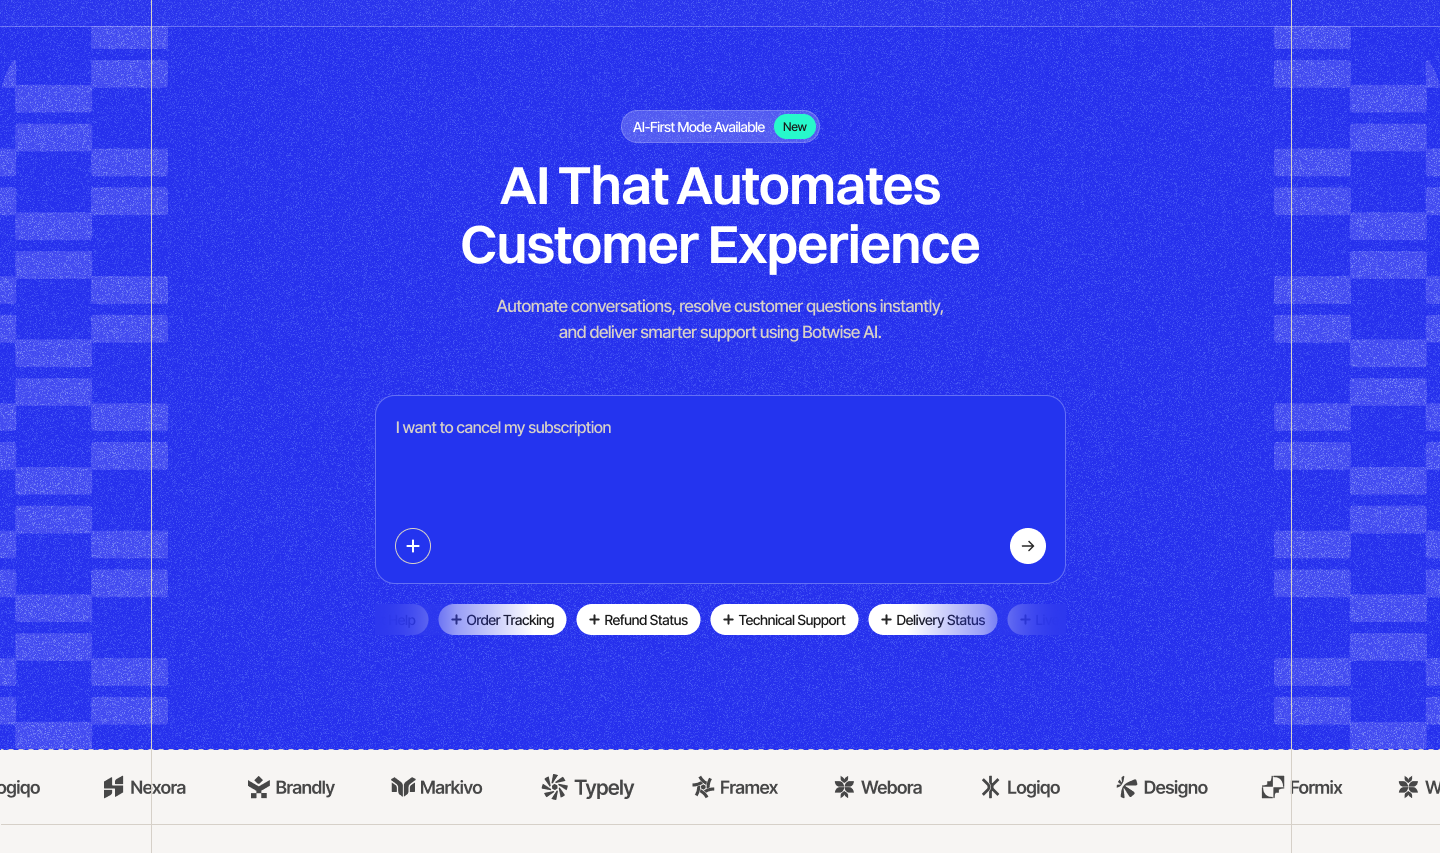 AI-First Mode Available New
AI That Automates
Customer Experience
Automate conversations, resolve customer questions instantly,
and deliver smarter support using Botwise AI.
I want to cancel my subscription
Order Tracking
Refund Status
Technical Support
Delivery Status
ogiqo
Nexora
Brandly
Markivo
Typely
Framex
Webora
Logiqo
Designo
Formix
W